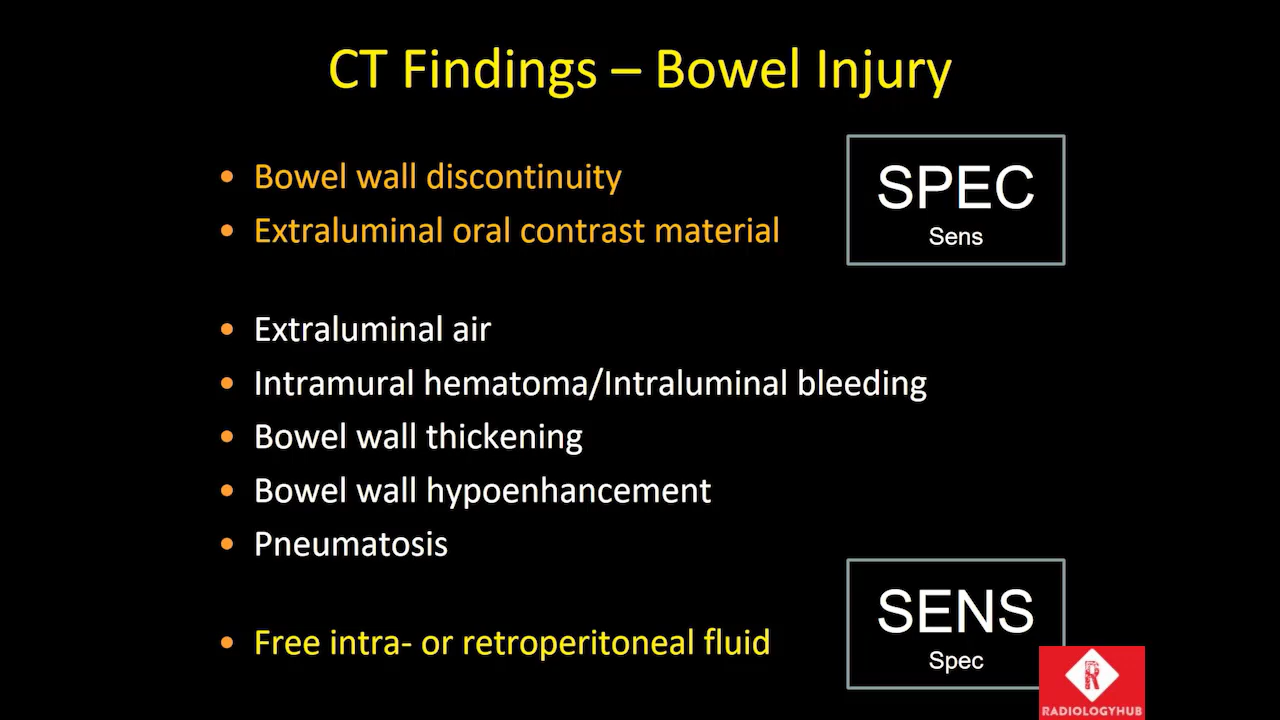 CT Findings – Bowel Injury
• Bowel wall discontinuity
• Extraluminal oral contrast material
SPEC
Sens
• Extraluminal air
• Intramural hematoma/Intraluminal bleeding
• Bowel wall thickening
• Bowel wall hypoenhancement
• Pneumatosis
• Free intra- or retroperitoneal fluid
SENS
Spec
R
RADIOLOGYHUB